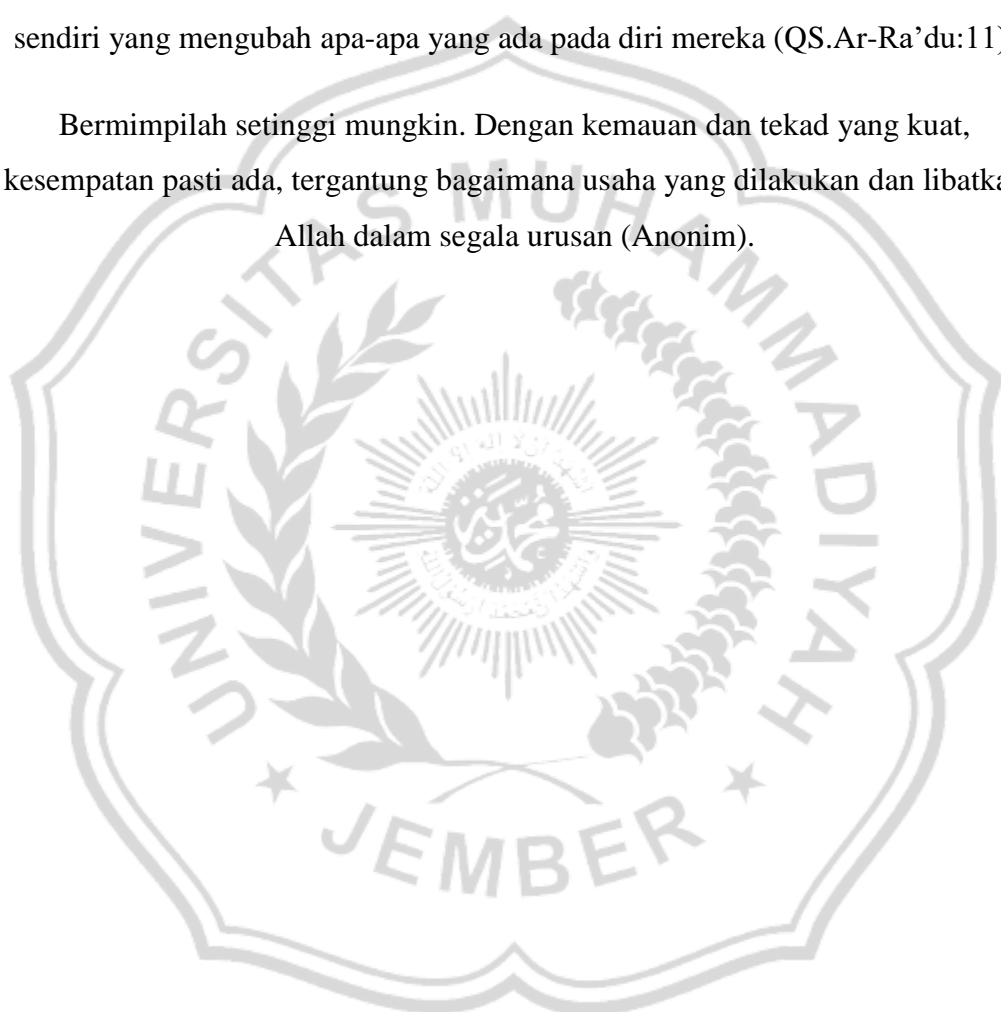 sendiri yang mengubah apa-apa yang ada pada diri mereka (QS.Ar-Ra’du:11)
Bermimpilah setinggi mungkin. Dengan kemauan dan tekad yang kuat,
kesempatan pasti ada, tergantung bagaimana usaha yang dilakukan dan libatka
Allah dalam segala urusan (Anonim).
UNIVERSITAS MUHAMMADIYAH
JEMBER